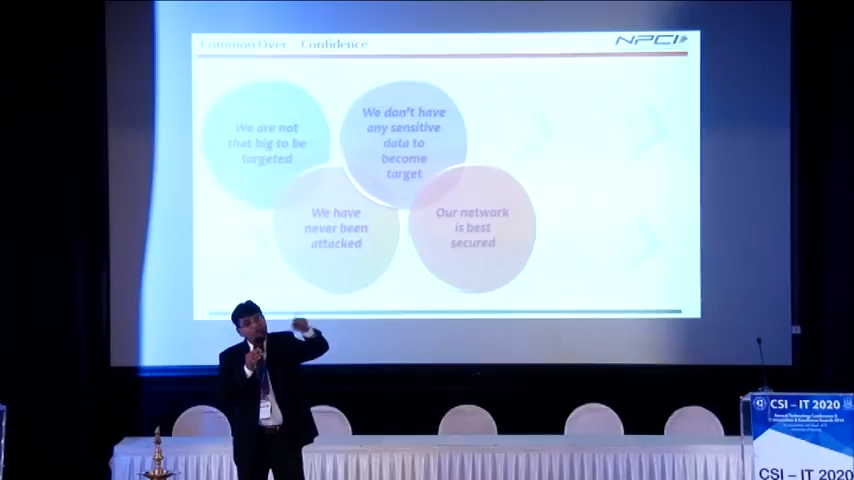 Common Over Confidence
NPCI
We are not
that big to be
targeted
We don't have
any sensitive
data to
become
target
We have
never been
attacked
Our network
is best
secured
CSI – IT 2020
CSI – IT 2020